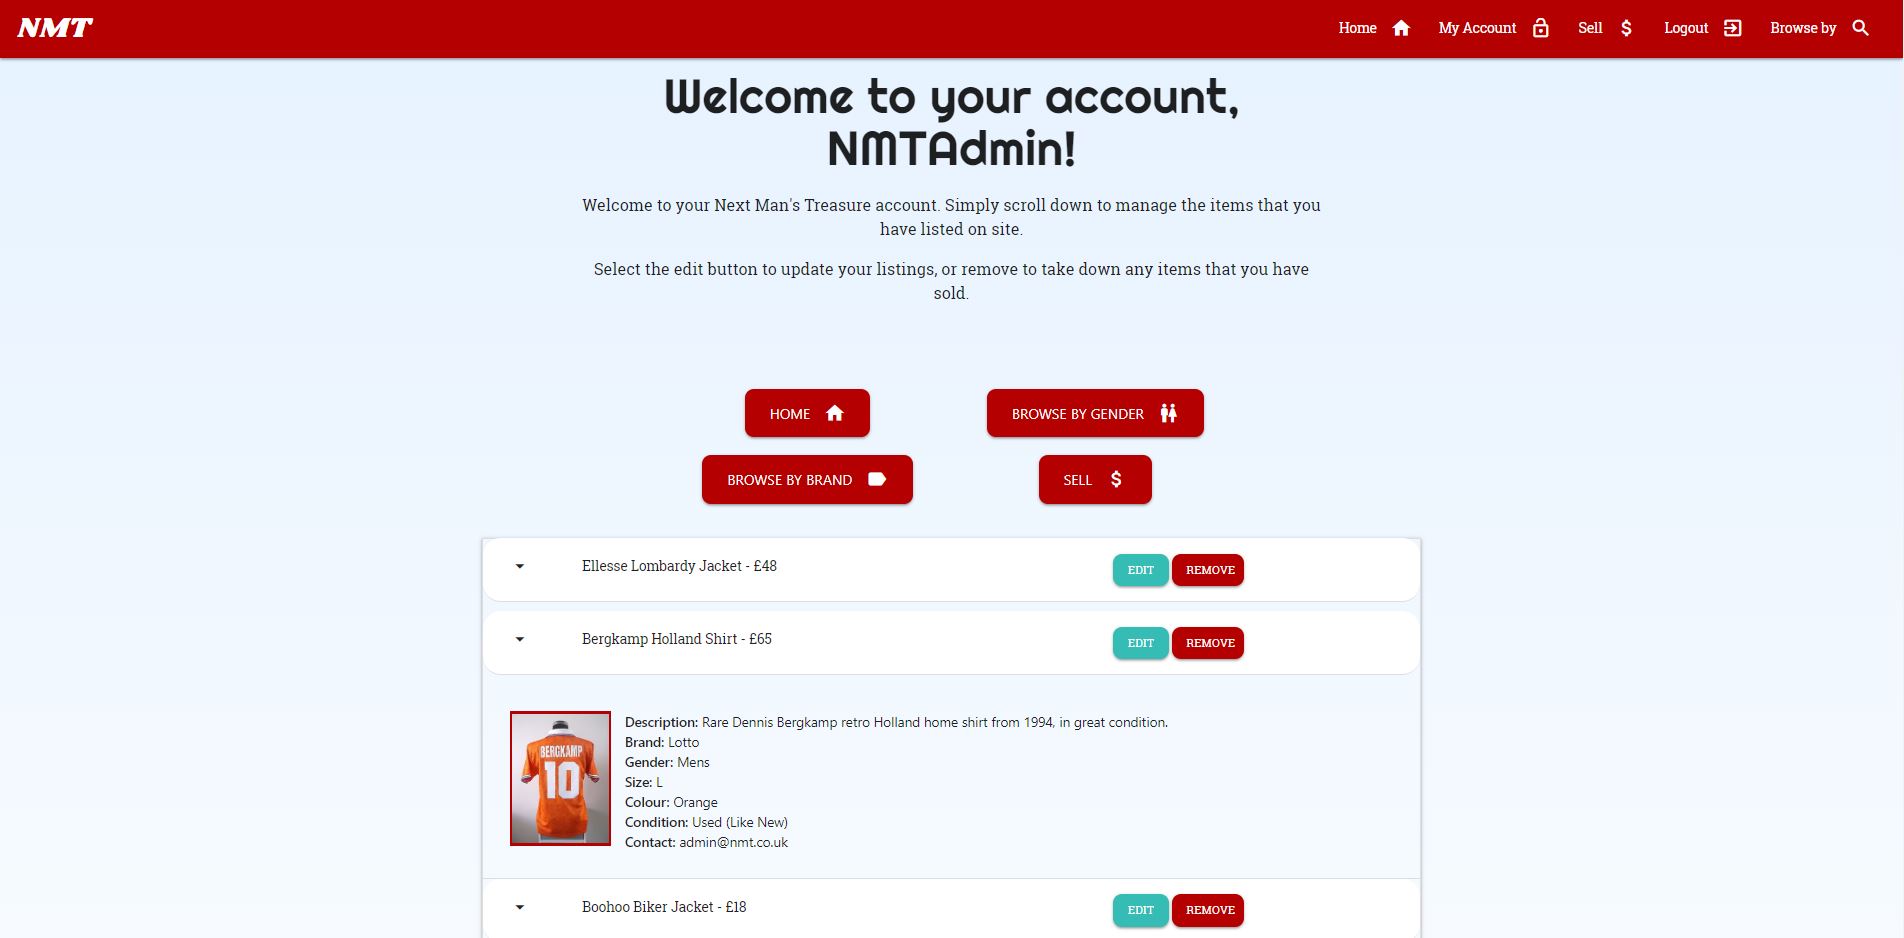 NMT
Home
My Account
Sell
Logout
Browse by
Welcome to your account,
NMTAdmin!
Welcome to your Next Man's Treasure account. Simply scroll down to manage the items that you
have listed on site.
Select the edit button to update your listings, or remove to take down any items that you have
sold.
HOME
BROWSE BY GENDER
BROWSE BY BRAND
SELL
Ellesse Lombardy Jacket - £48
EDIT
REMOVE
Bergkamp Holland Shirt - £65
EDIT
REMOVE
BERGKAMP
10
Description: Rare Dennis Bergkamp retro Holland home shirt from 1994, in great condition.
Brand: Lotto
Gender: Mens
Size: L
Colour: Orange
Condition: Used (Like New)
Contact: admin@nmt.co.uk
Boohoo Biker Jacket - £18
EDIT
REMOVE